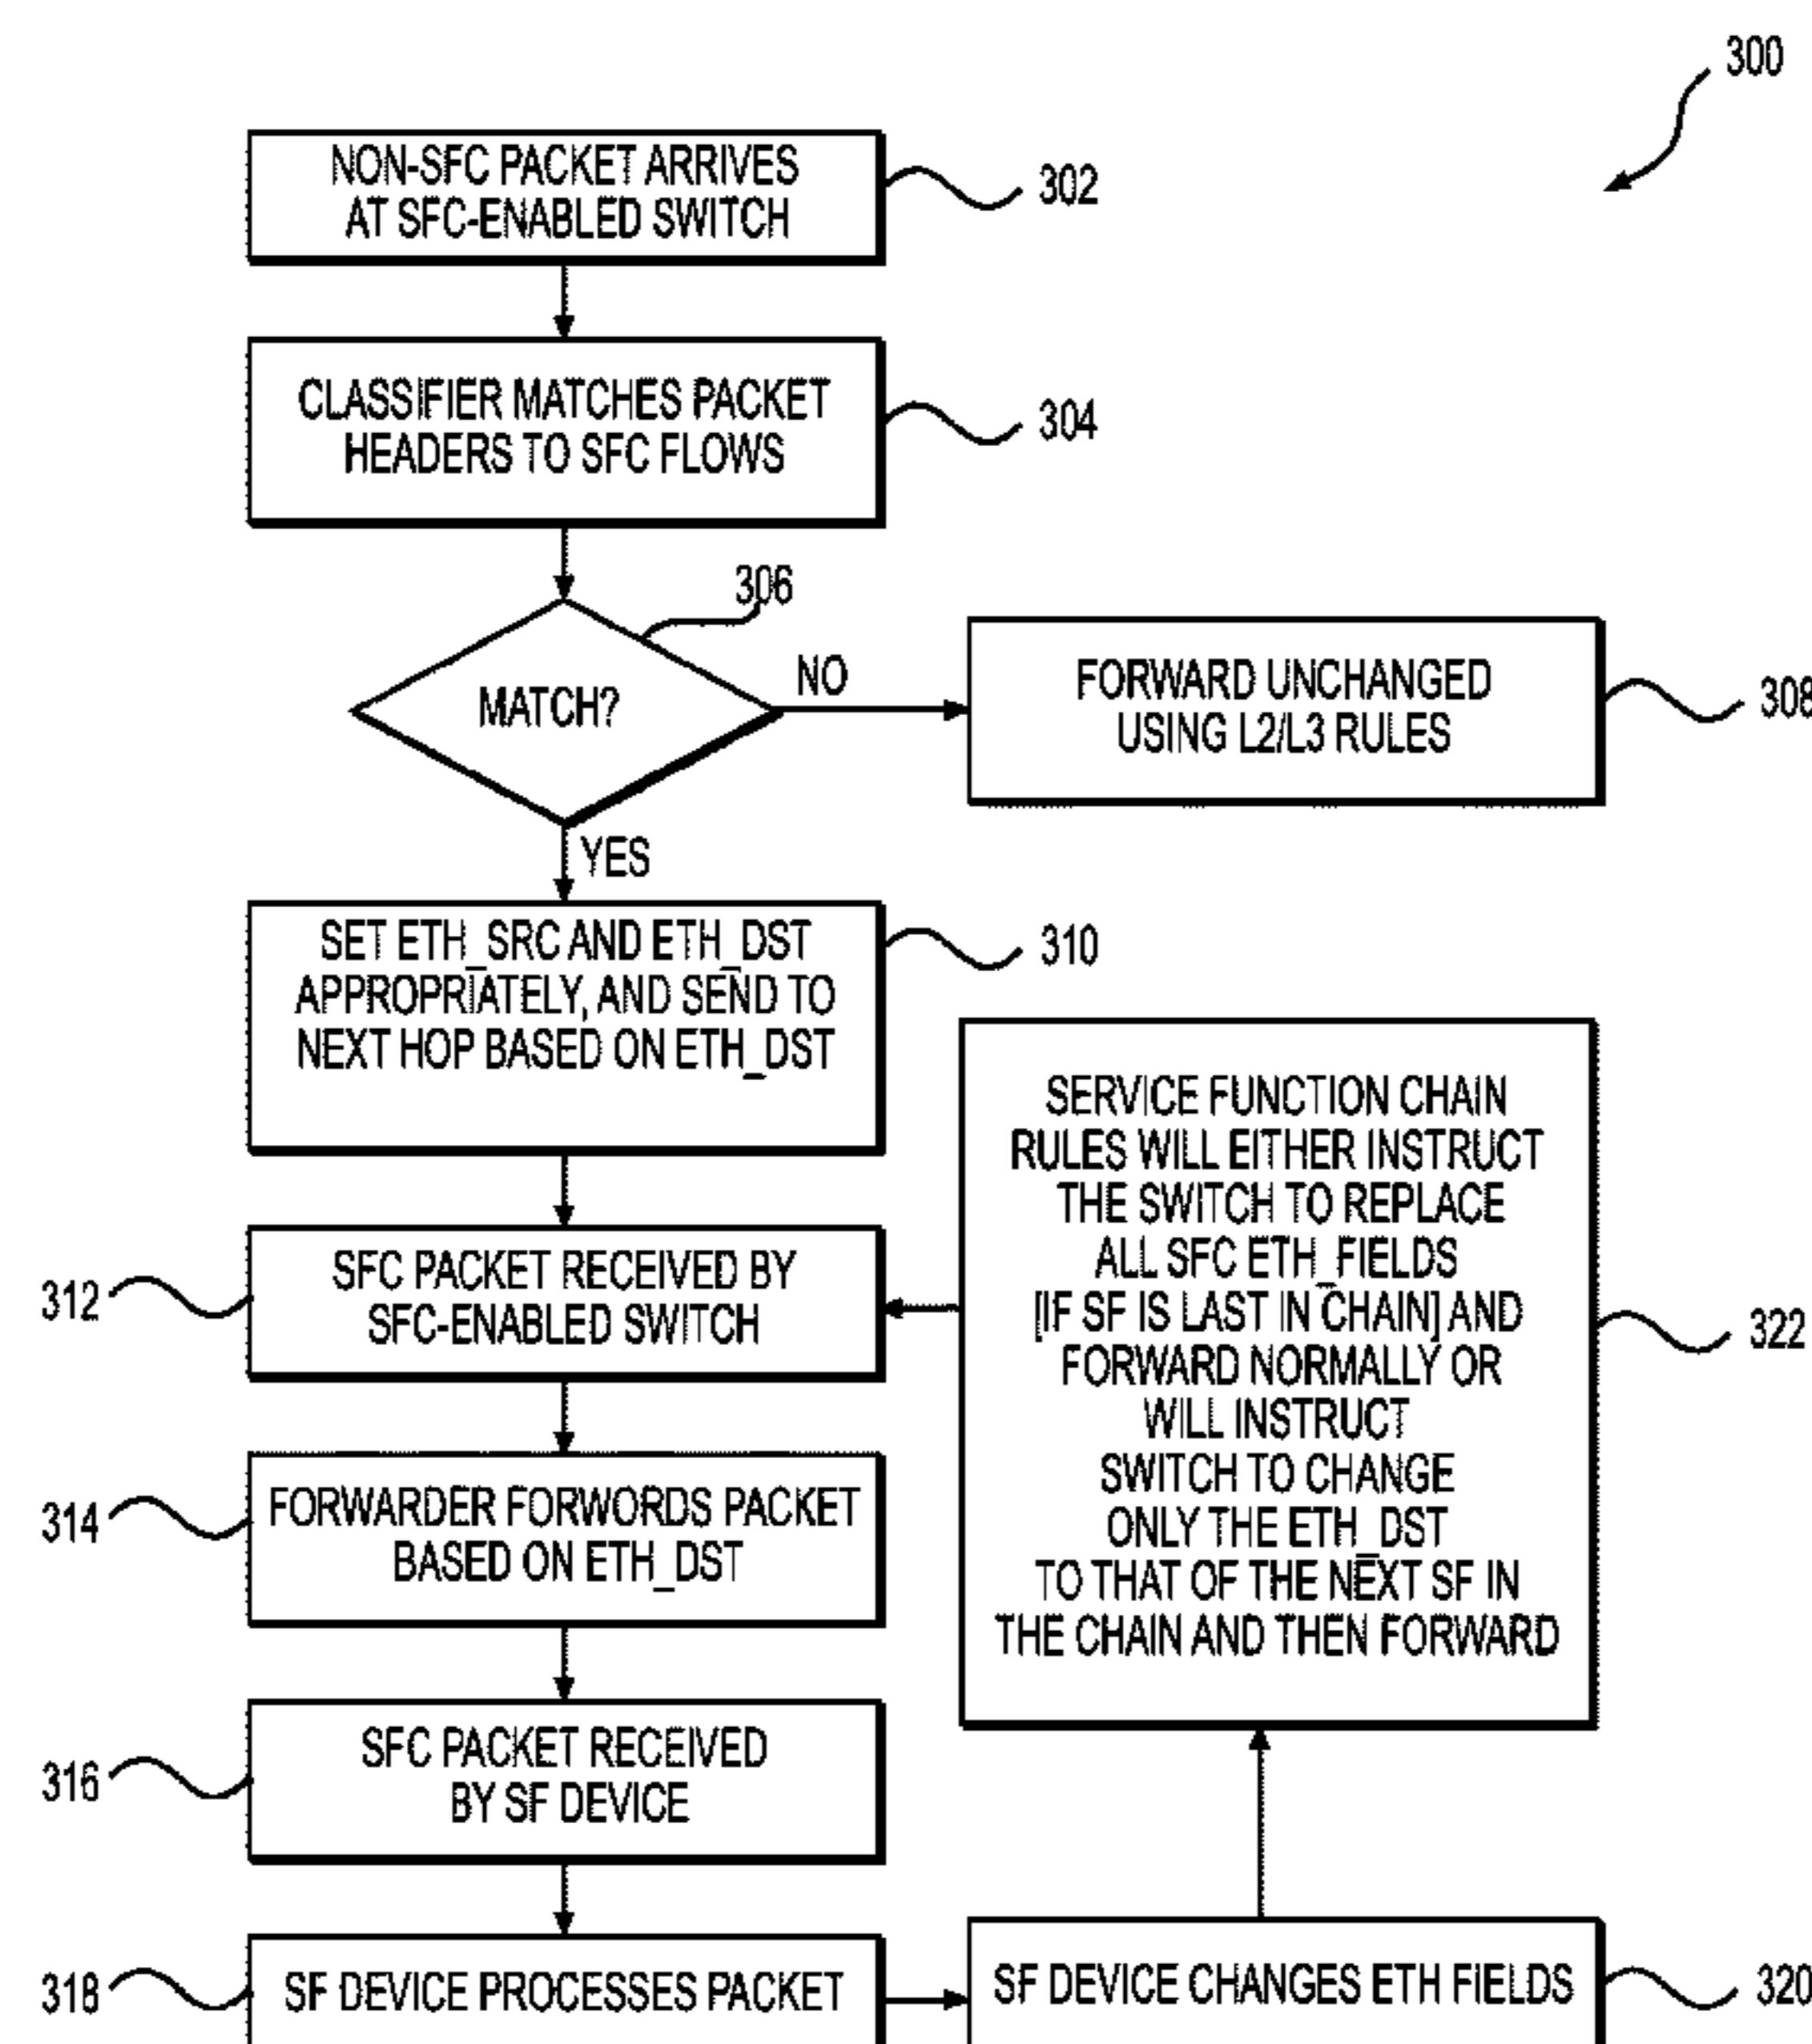 300
NON-SFC PACKET ARRIVES
AT SFC-ENABLED SWITCH
302
CLASSIFIER MATCHES PACKET
HEADERS TO SFC FLOWS
304
306
MATCH?
NO
FORWARD UNCHANGED
USING L2/L3 RULES
308
YES
SET ETH_SRC AND ETH_DST
APPROPRIATELY, AND SEND TO
NEXT HOP BASED ON ETH_DST
310
312
SFC PACKET RECEIVED BY
SFC-ENABLED SWITCH
314
FORWARDER FORWORDS PACKET
BASED ON ETH_DST
316
SFC PACKET RECEIVED
BY SF DEVICE
318
SF DEVICE PROCESSES PACKET
SF DEVICE CHANGES ETH FIELDS
320
SERVICE FUNCTION CHAIN
RULES WILL EITHER INSTRUCT
THE SWITCH TO REPLACE
ALL SFC ETH_FIELDS
[IF SF IS LAST IN CHAIN] AND
FORWARD NORMALLY OR
WILL INSTRUCT
SWITCH TO CHANGE
ONLY THE ETH_DST
TO THAT OF THE NEXT SF IN
THE CHAIN AND THEN FORWARD
322